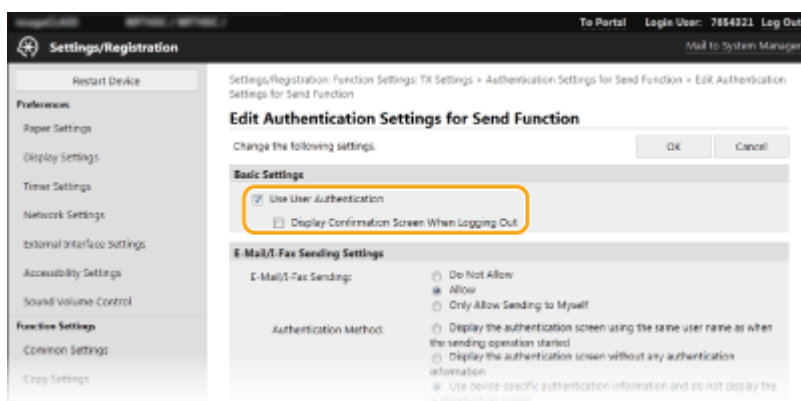 To Portal Login User: 7654321 Log Out
Settings/Registration
Mail to System Manager
Restart Device
Preferences
Paper Settings
Display Settings
Timer Settings
Network Settings
External Interface Settings
Accessibility Settings
Sound Volume Control
Function Settings
Common Settings
Copy Settings
Settings/Registration: Function Settings: TX Settings > Authentication Settings for Send Function > Edit Authentication
Settings for Send Function
Edit Authentication Settings for Send Function
Change the following settings.
OK
Cancel
Basic Settings
Use User Authentication
Display Confirmation Screen When Logging Out
E-Mail/I-Fax Sending Settings
E-Mail/I-Fax Sending:
Do Not Allow
Allow
Only Allow Sending to Myself
Authentication Method:
Display the authentication screen using the same user name as when
the sending operation started
Display the authentication screen without any authentication
information
Use device-specific authentication information and do not display the